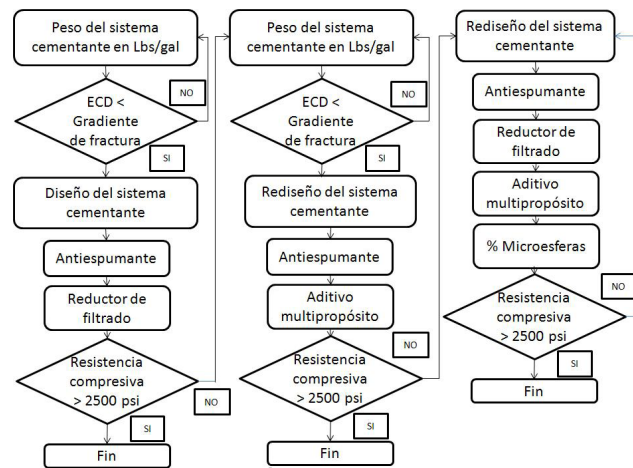 Peso del sistema
cementante en Lbs/gal
NO
ECD <
Gradiente
de fractura
SI
Diseño del sistema
cementante
Antiespumante
Reductor de
filtrado
Resistencia
compresiva
> 2500 psi
NO
SI
Fin
Peso del sistema
cementante en Lbs/gal
NO
ECD <
Gradiente
de fractura
SI
Rediseño del sistema
cementante
Antiespumante
Aditivo
multipropósito
NO
Resistencia
compresiva
> 2500 psi
SI
Fin
Rediseño del sistema
cementante
Antiespumante
Reductor de
filtrado
Aditivo
multipropósito
% Microesferas
NO
Resistencia
compresiva
> 2500 psi
SI
Fin